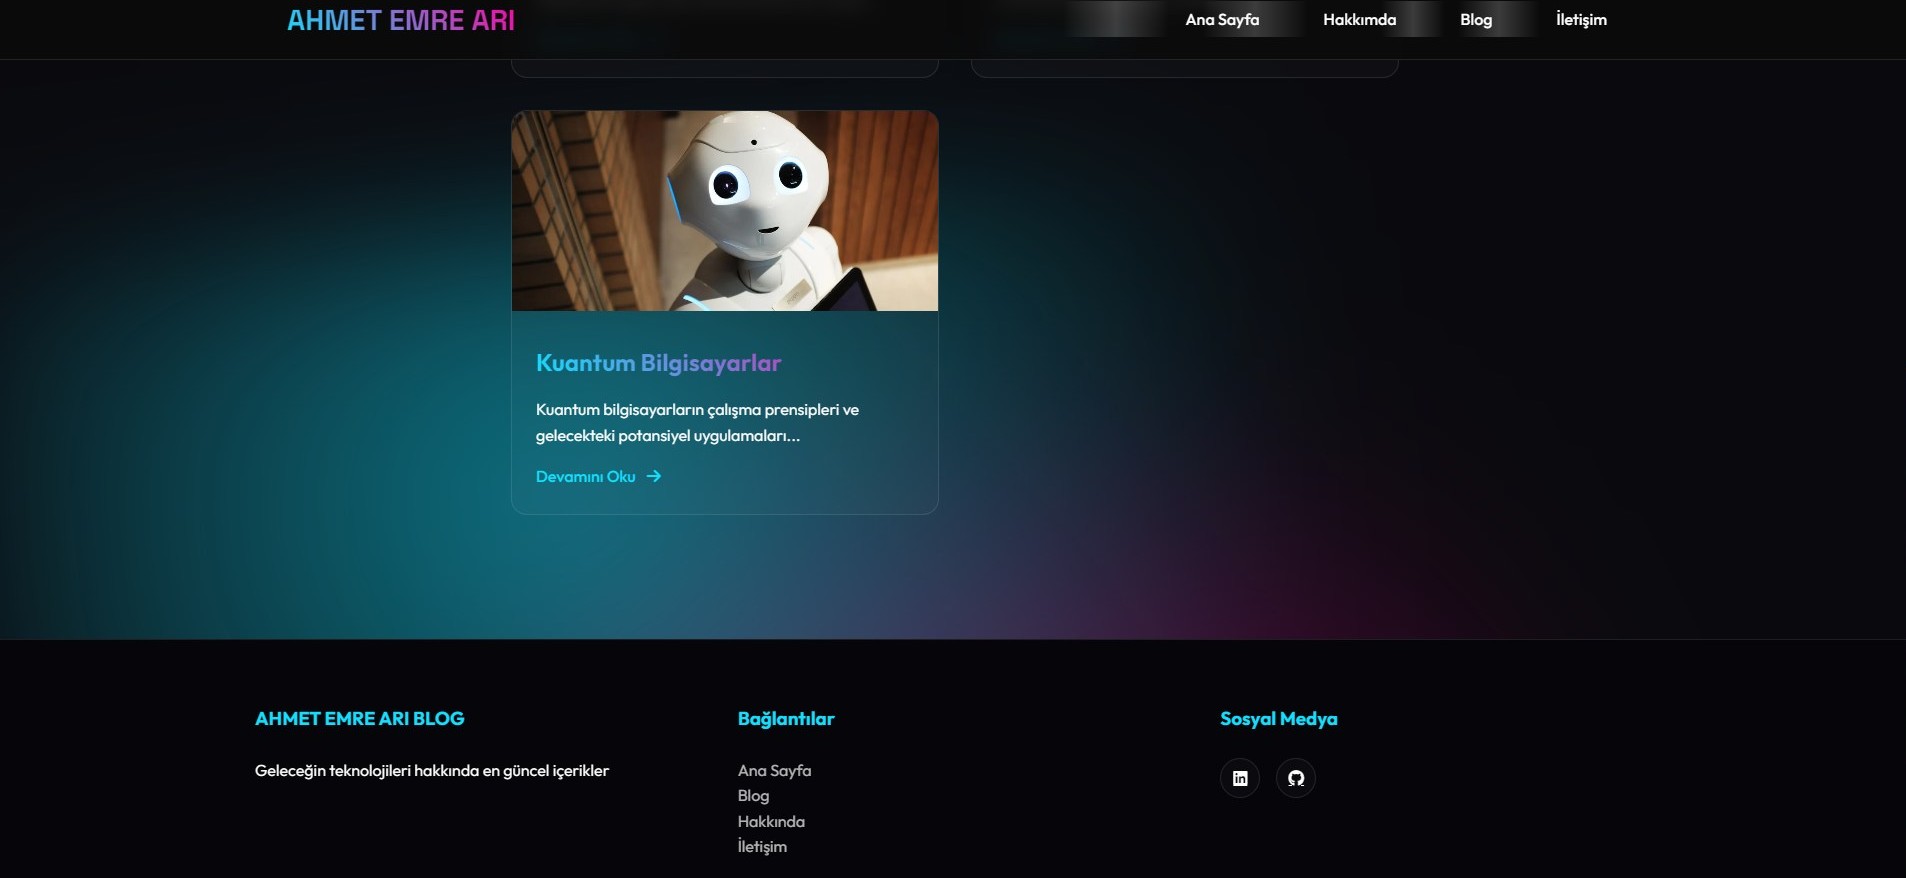 AHMET EMRE ARI
Ana Sayfa
Hakkımda
Blog
İletişim
Kuantum Bilgisayarlar
Kuantum bilgisayarların çalışma prensipleri ve
gelecekteki potansiyel uygulamaları...
Devamını Oku →
AHMET EMRE ARI BLOG
Geleceğin teknolojileri hakkında en güncel içerikler
Bağlantılar
Ana Sayfa
Blog
Hakkında
İletişim
Sosyal Medya
in